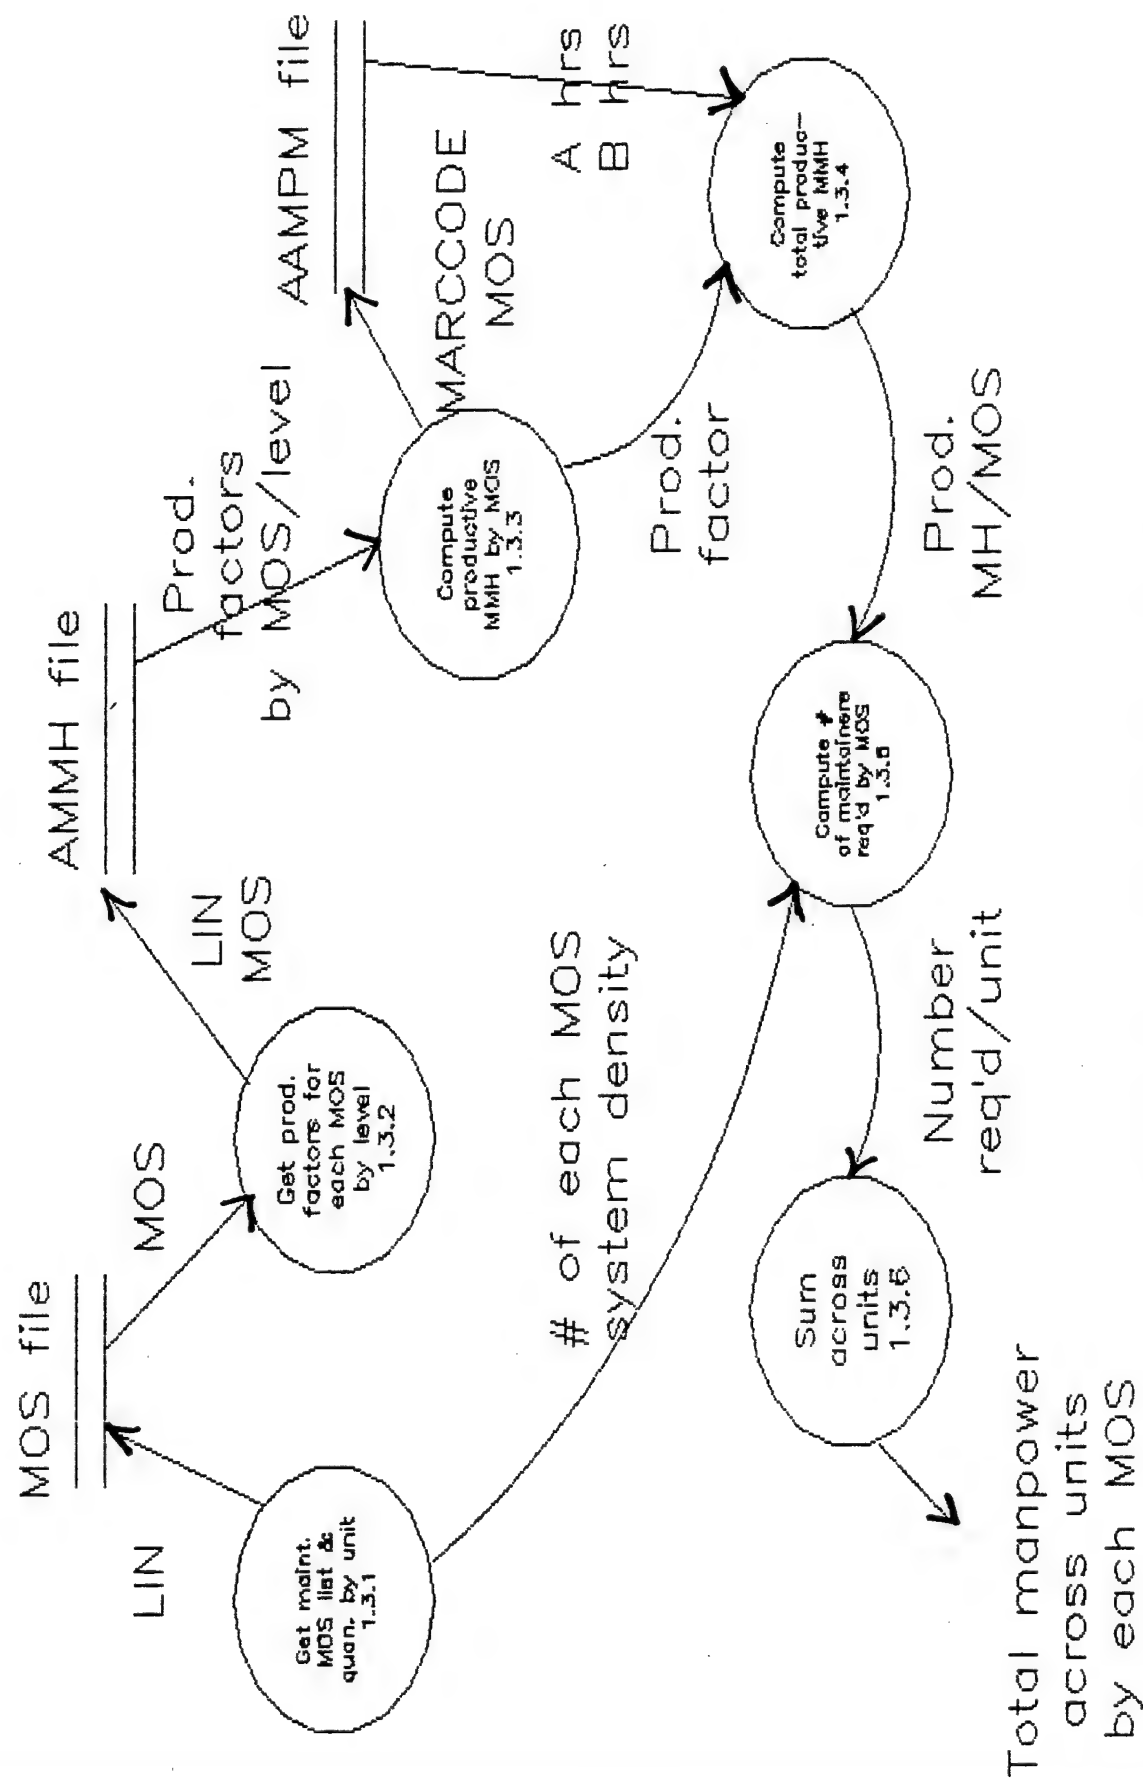 MOS file
LIN
MOS
Get maint.
MOS list &
quan. by unit
1.3.1
Get prod.
factors for
each MOS
by level
1.3.2
LIN
MOS
AMMH file
Prod.
factors
by MOS/level
Compute
productive
MMH by MOS
1.3.3
AAMPM file
MARCCODE
MOS
A hrs
B hrs
Compute
total produc-
tive MMH
1.3.4
Prod.
factor
Prod.
MH/MOS
# of each MOS
system density
Compute #
of maintainers
req'd by MOS
1.3.5
Number
req'd/unit
Sum
across
units
1.3.6
Total manpower
across units
by each MOS